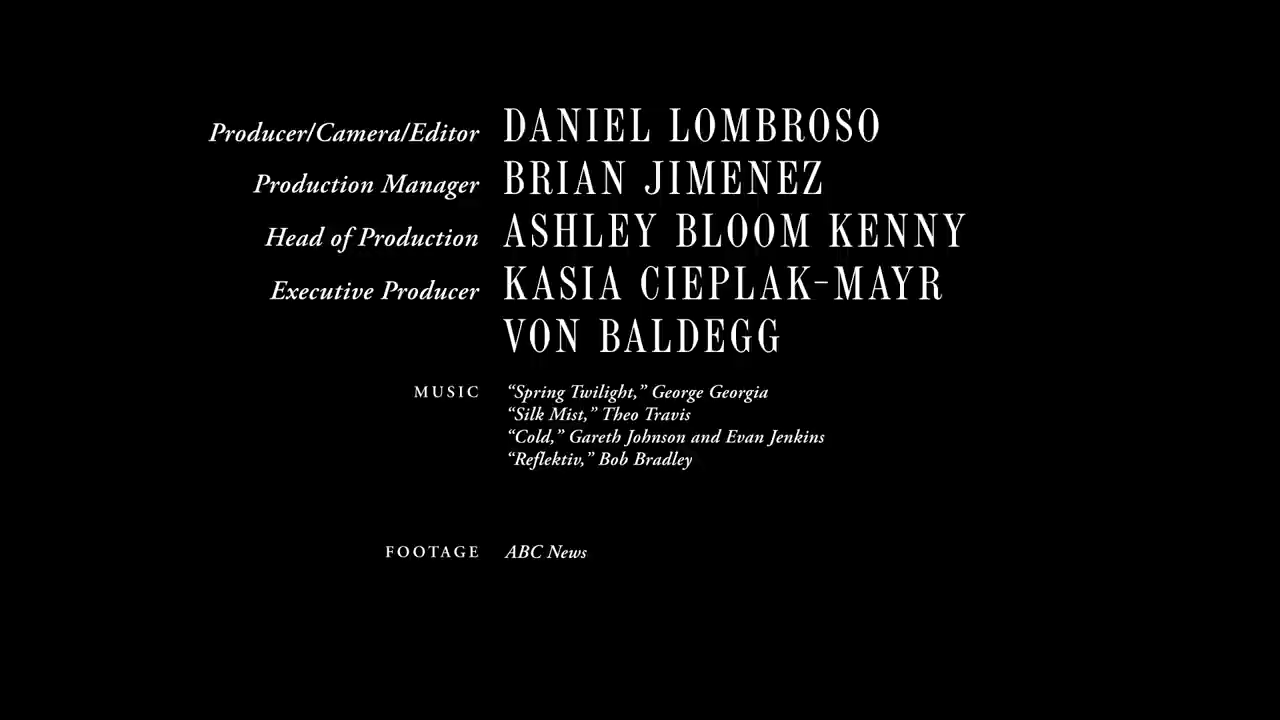 Producer/Camera/Editor DANIEL LOMBROSO
Production Manager BRIAN JIMENEZ
Head of Production ASHLEY BLOOM KENNY
Executive Producer KASIA CIEPLAK-MAYR
VON BALDEGG
MUSIC “Spring Twilight,” George Georgia
“Silk Mist,” Theo Travis
“Cold,” Gareth Johnson and Evan Jenkins
“Reflektiv,” Bob Bradley
FOOTAGE ABC News